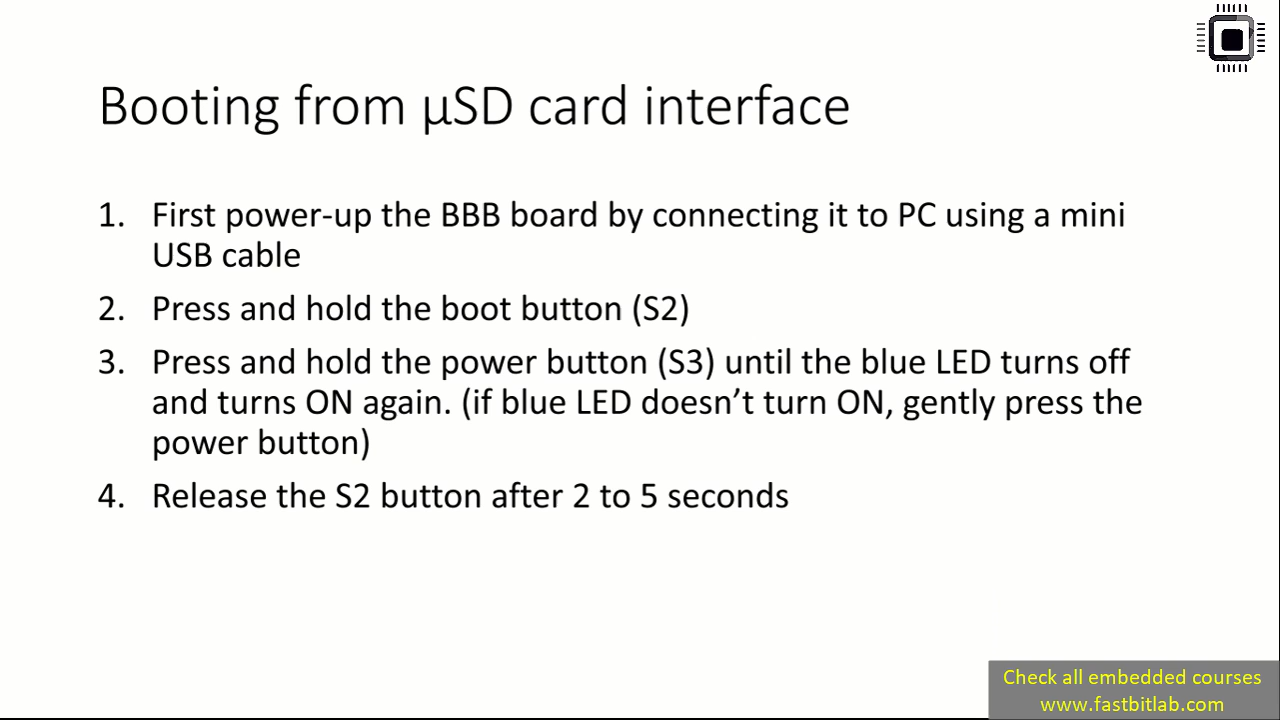 Booting from µSD card interface
1. First power-up the BBB board by connecting it to PC using a mini
USB cable
2. Press and hold the boot button (S2)
3. Press and hold the power button (S3) until the blue LED turns off
and turns ON again. (if blue LED doesn’t turn ON, gently press the
power button)
4. Release the S2 button after 2 to 5 seconds
Check all embedded courses
www.fastbitlab.com